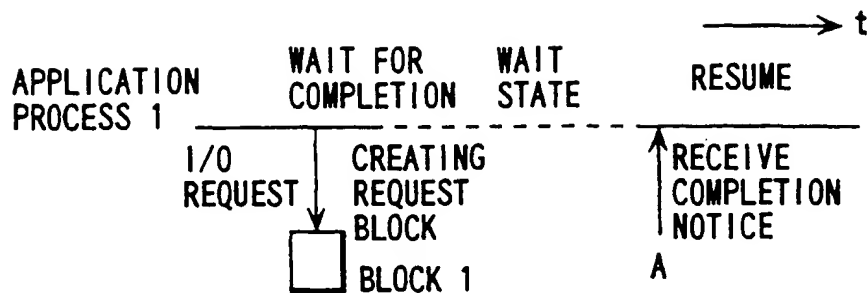 t
APPLICATION
PROCESS 1
WAIT FOR
COMPLETION
WAIT
STATE
RESUME
I/O
REQUEST
CREATING
REQUEST
BLOCK
BLOCK 1
RECEIVE
COMPLETION
NOTICE
A